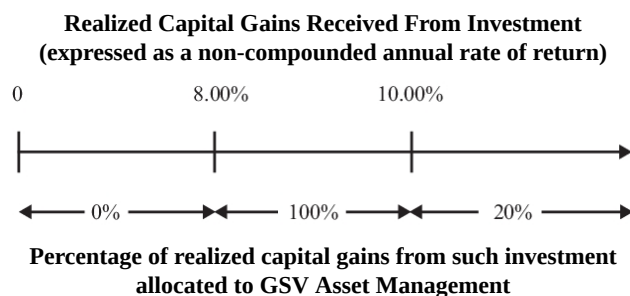 Realized Capital Gains Received From Investment
(expressed as a non-compounded annual rate of return)
0 8.00% 10.00%
0% 100% 20%
Percentage of realized capital gains from such investment
allocated to GSV Asset Management